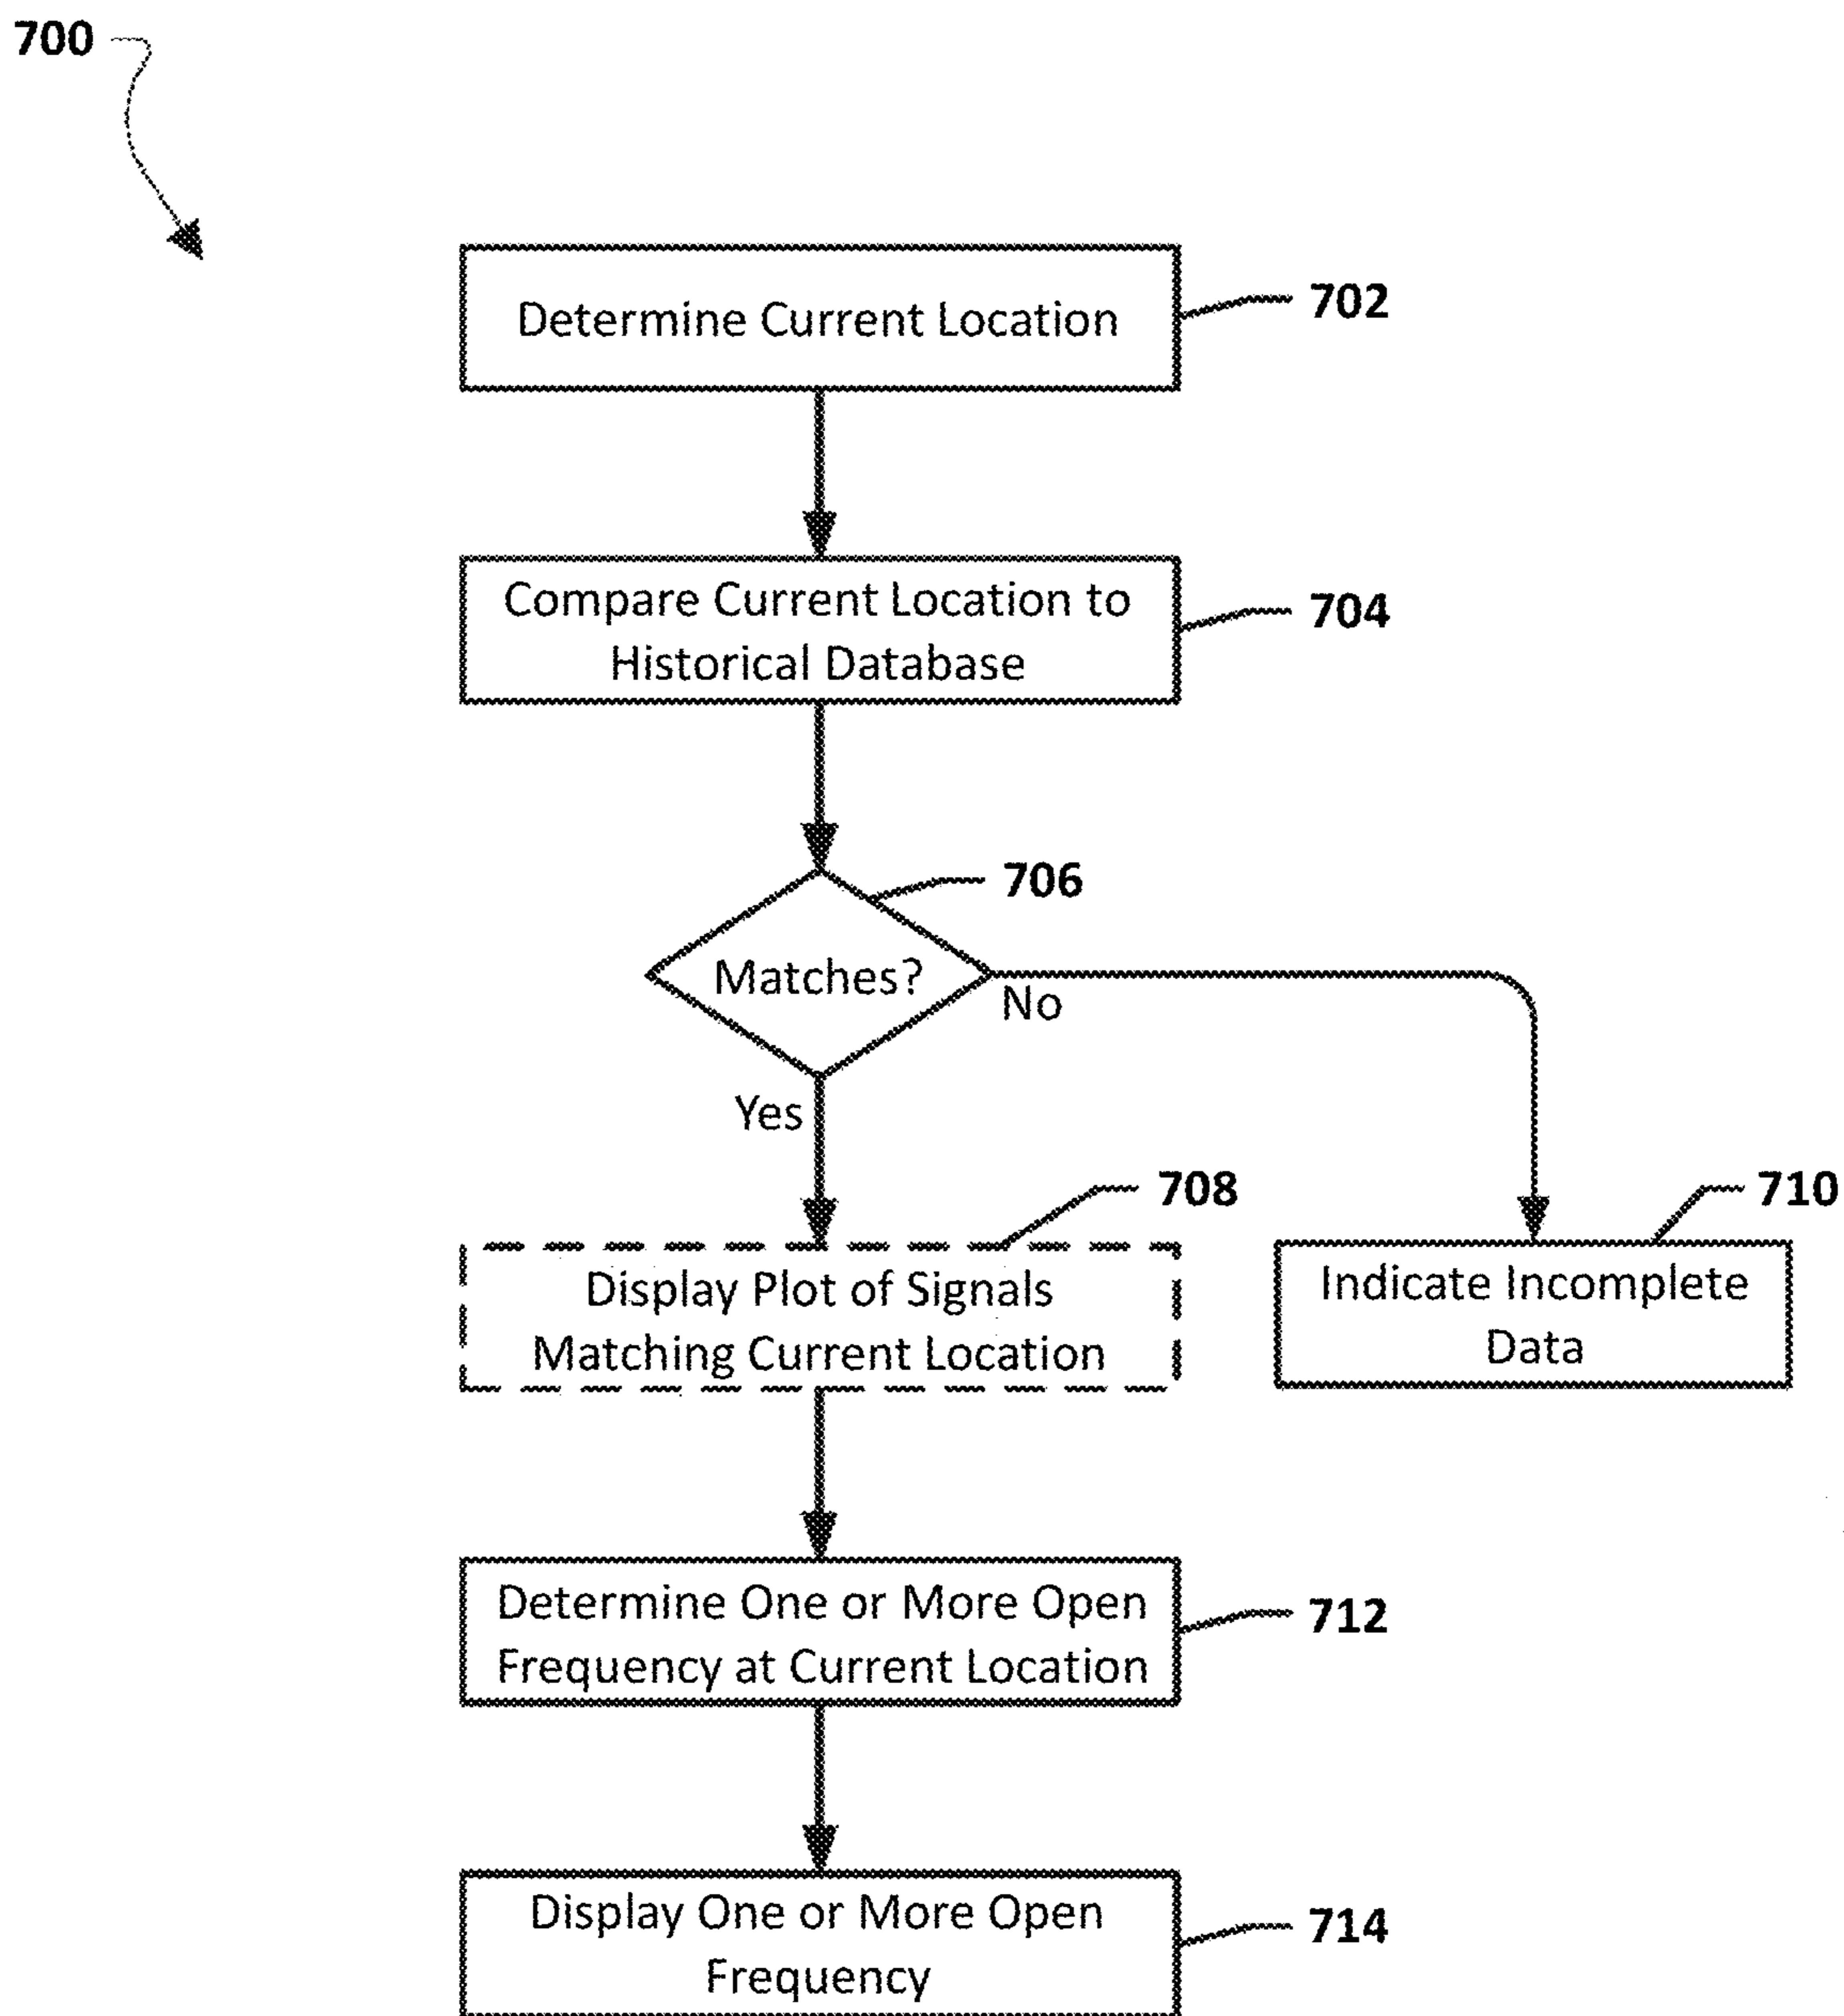 700
Determine Current Location
702
Compare Current Location to
Historical Database
704
706
Matches?
No
Yes
708
710
Display Plot of Signals
Matching Current Location
Indicate Incomplete
Data
Determine One or More Open
Frequency at Current Location
712
Display One or More Open
Frequency
714